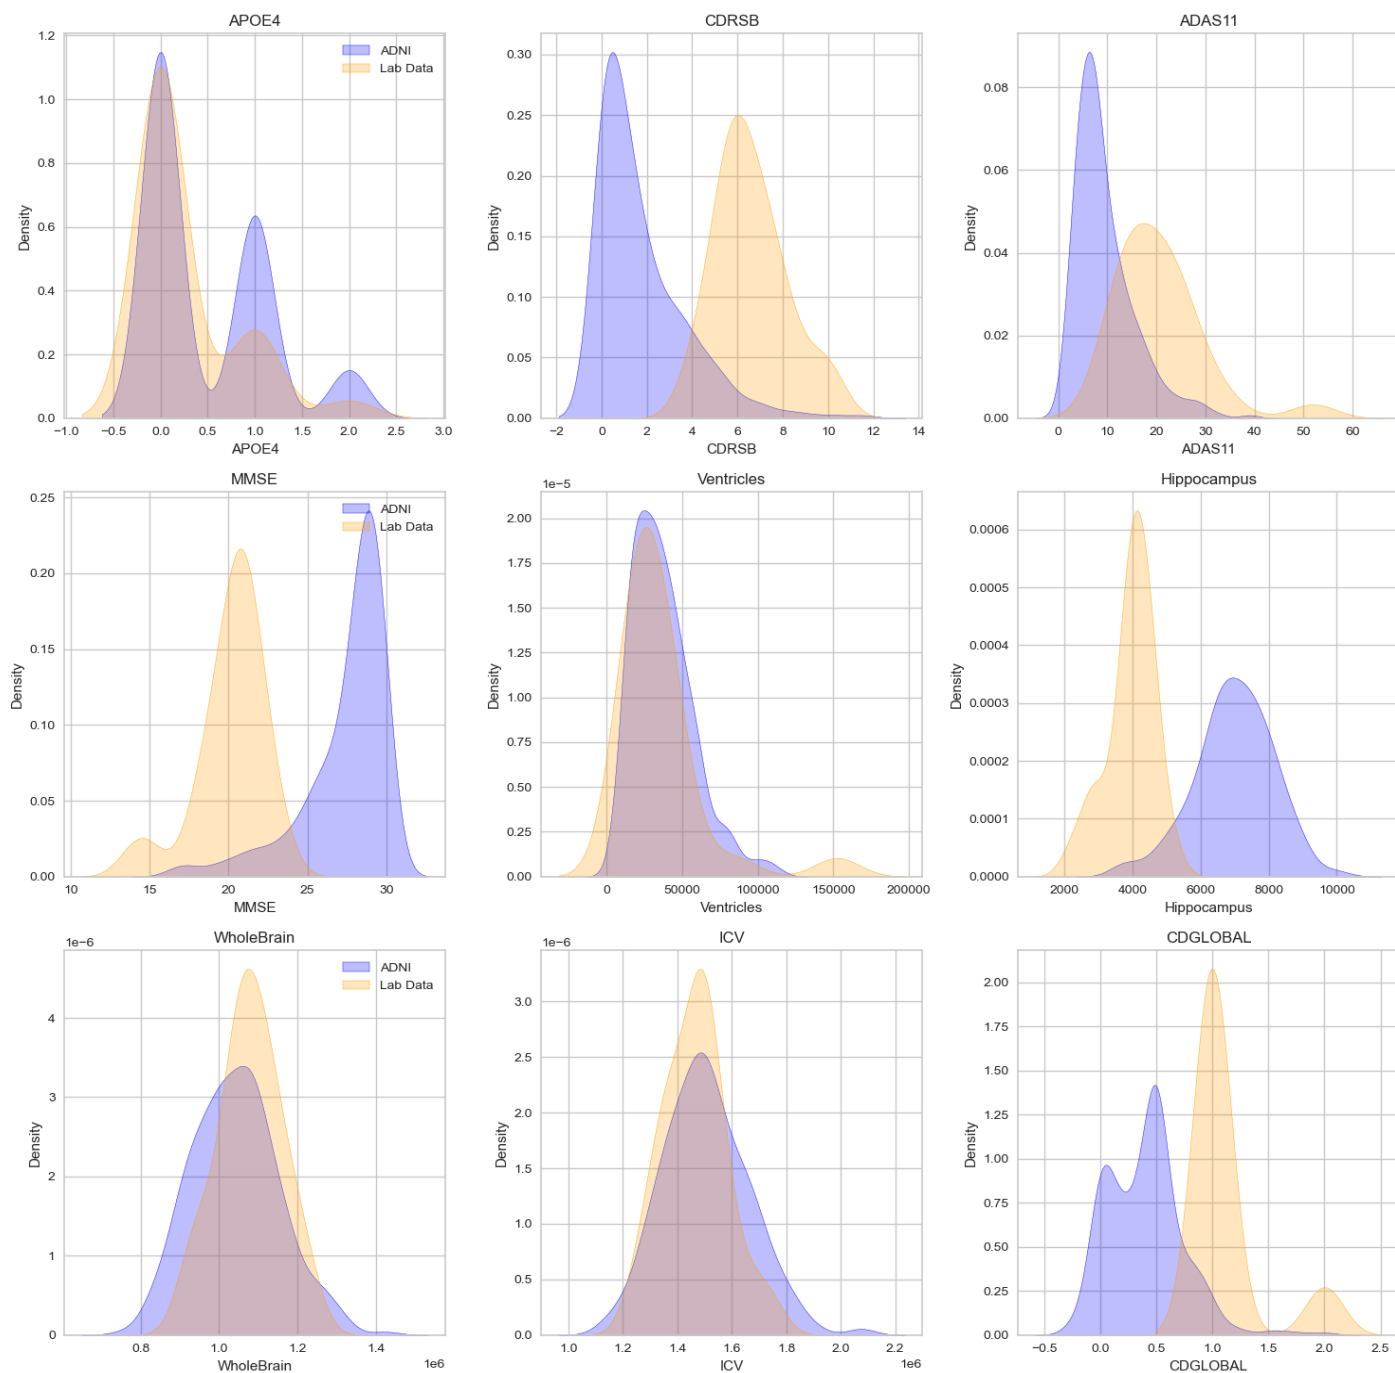 APOE4
CDRSB
ADAS11
ADNI
Lab Data
1.2
1.0
0.8
0.6
0.4
0.2
0.0
Density
−1.0 −0.5 0.0 0.5 1.0 1.5 2.0 2.5 3.0
APOE4
0.30
0.25
0.20
0.15
0.10
0.05
0.00
Density
−2 0 2 4 6 8 10 12 14
CDRSB
0.08
0.06
0.04
0.02
0.00
Density
0 10 20 30 40 50 60
ADAS11
MMSE
Ventricles
Hippocampus
ADNI
Lab Data
0.25
0.20
0.15
0.10
0.05
0.00
Density
10 15 20 25 30
MMSE
1e−5
2.00
1.75
1.50
1.25
1.00
0.75
0.50
0.25
0.00
Density
0 50000 100000 150000 200000
Ventricles
0.0006
0.0005
0.0004
0.0003
0.0002
0.0001
0.0000
Density
2000 4000 6000 8000 10000
Hippocampus
WholeBrain
ICV
CDGLOBAL
1e−6
ADNI
Lab Data
4
3
2
1
0
Density
0.8 1.0 1.2 1.4
WholeBrain
1e6
1e−6
3.0
2.5
2.0
1.5
1.0
0.5
0.0
Density
1.0 1.2 1.4 1.6 1.8 2.0 2.2
ICV
1e6
2.00
1.75
1.50
1.25
1.00
0.75
0.50
0.25
0.00
Density
−0.5 0.0 0.5 1.0 1.5 2.0 2.5
CDGLOBAL